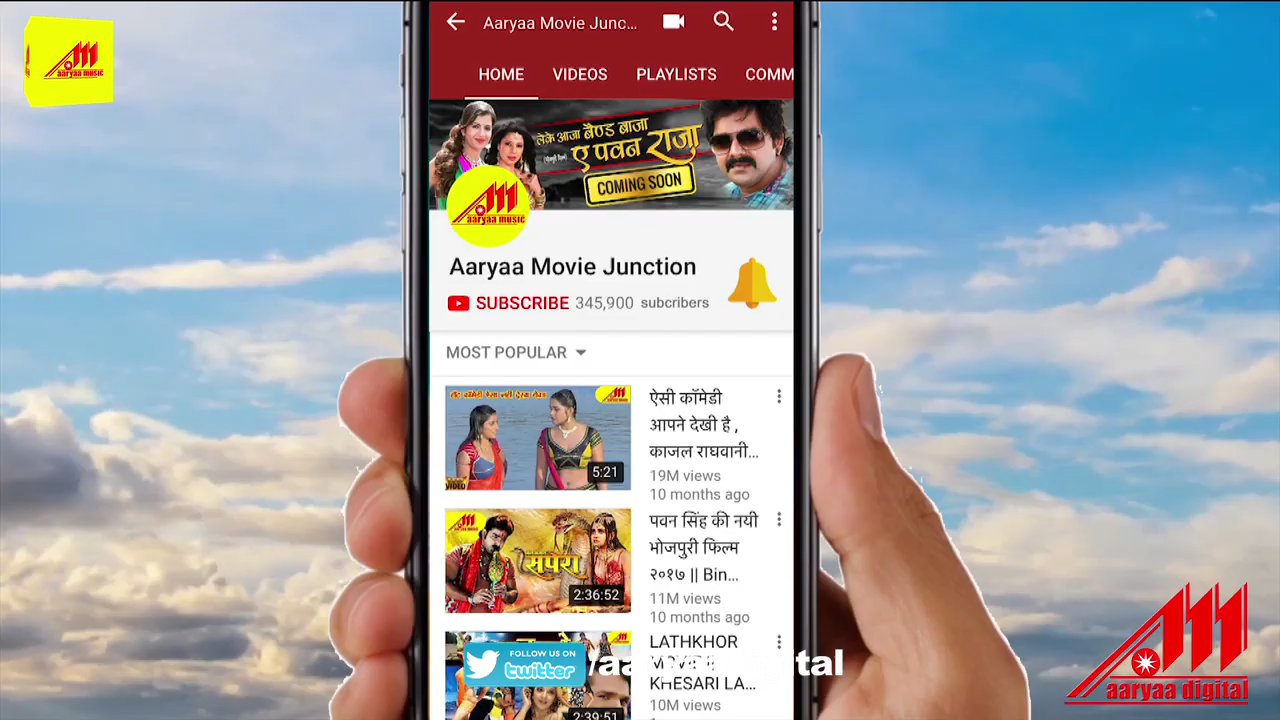 aaryaa music
Aaryaa Movie Junc...
HOME VIDEOS PLAYLISTS COMM
लेके आजा बैण्ड बाजा
ए पवन राजा
COMING SOON
aaryaa music
Aaryaa Movie Junction
SUBSCRIBE 345,900 subcribers
MOST POPULAR
5:21
ऐसी कॉमेडी
आपने देखी है ,
काजल राघवानी...
19M views
10 months ago
सपेरा
2:36:52
पवन सिंह की नयी
भोजपुरी फिल्म
२०१७ || Bin...
11M views
10 months ago
2:39:51
LATHKHOR
KHESARI LA...
10M views
FOLLOW US ON
twitter
aaryaa digital